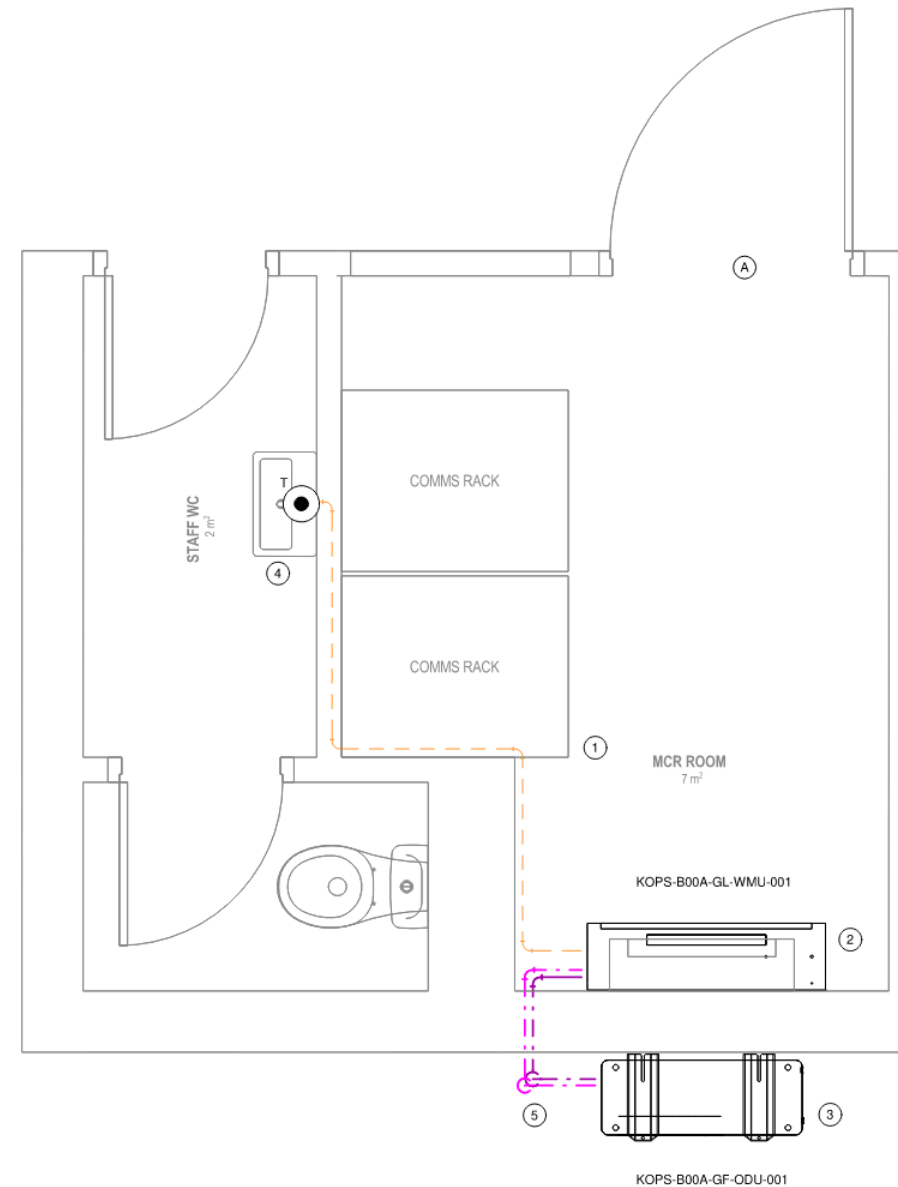 A
COMMS RACK
T
STAFF WC
2 m²
4
COMMS RACK
1
MCR ROOM
7 m²
KOPS-B00A-GL-WMU-001
2
5
3
KOPS-B00A-GF-ODU-001